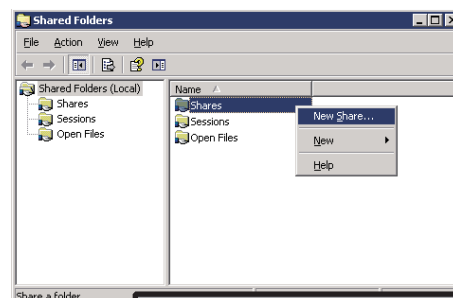 Shared Folders
File Action View Help
Shared Folders (Local)
Shares
Sessions
Open Files
Name
Shares
Sessions
Open Files
New Share...
New
Help
Share a folder